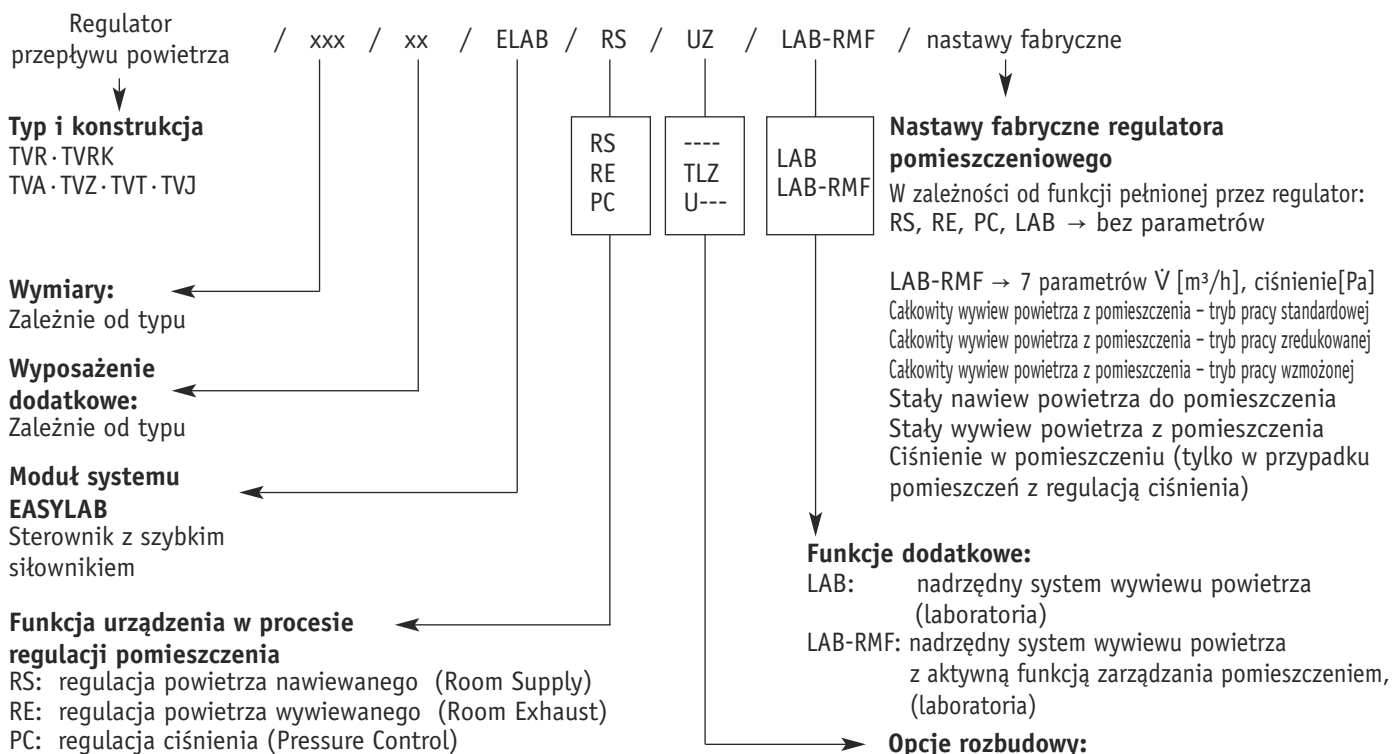 Regulator
przepływu powietrza / xxx / xx / ELAB / RS / UZ / LAB-RMF / nastawy fabryczne
Typ i konstrukcja
TVR · TVRK
TVA · TVZ · TVT · TVJ
Wymiary:
Zależnie od typu
Wyposażenie
dodatkowe:
Zależnie od typu
Moduł systemu
EASYLAB
Sterownik z szybkim
siłownikiem
Funkcja urządzenia w procesie
regulacji pomieszczenia
RS: regulacja powietrza nawiewanego (Room Supply)
RE: regulacja powietrza wywiewanego (Room Exhaust)
PC: regulacja ciśnienia (Pressure Control)
RS
RE
PC
----
TLZ
U---
LAB
LAB-RMF
Nastawy fabryczne regulatora
pomieszczeniowego
W zależności od funkcji pełnionej przez regulator:
RS, RE, PC, LAB → bez parametrów
LAB-RMF → 7 parametrów V̇ [m³/h], ciśnienie[Pa]
Całkowity wywiew powietrza z pomieszczenia – tryb pracy standardowej
Całkowity wywiew powietrza z pomieszczenia – tryb pracy zredukowanej
Całkowity wywiew powietrza z pomieszczenia – tryb pracy wzmożonej
Stały nawiew powietrza do pomieszczenia
Stały wywiew powietrza z pomieszczenia
Ciśnienie w pomieszczeniu (tylko w przypadku
pomieszczeń z regulacją ciśnienia)
Funkcje dodatkowe:
LAB: nadrzędny system wywiewu powietrza
(laboratoria)
LAB-RMF: nadrzędny system wywiewu powietrza
z aktywną funkcją zarządzania pomieszczeniem,
(laboratoria)
Opcje rozbudowy: